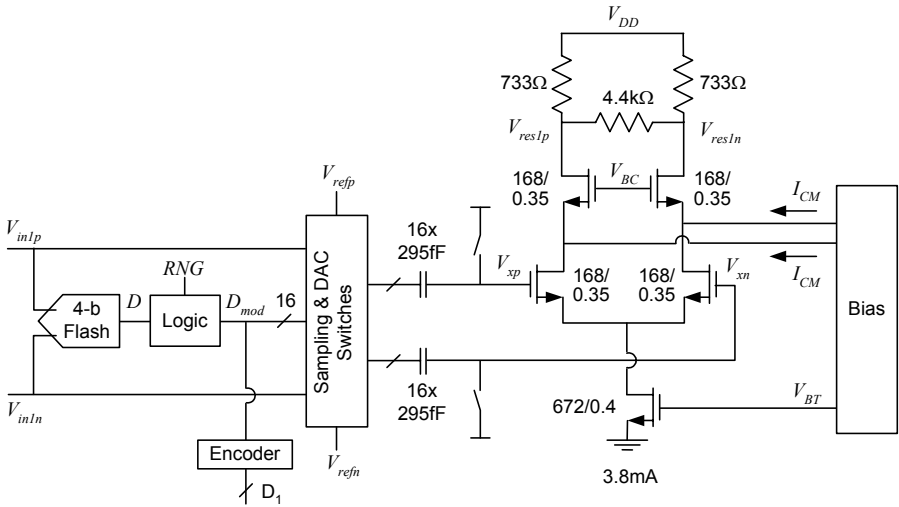 V_DD
733Ω
733Ω
4.4kΩ
V_res1p
V_res1n
V_refp
168/
0.35
V_BC
168/
0.35
I_CM
V_in1p
16x
295fF
RNG
V_xp
168/
0.35
168/
0.35
V_xn
I_CM
4-b
Flash
D
Logic
D_mod
16
Sampling & DAC
Switches
Bias
V_in1n
16x
295fF
672/0.4
V_BT
Encoder
V_refn
3.8mA
D_1